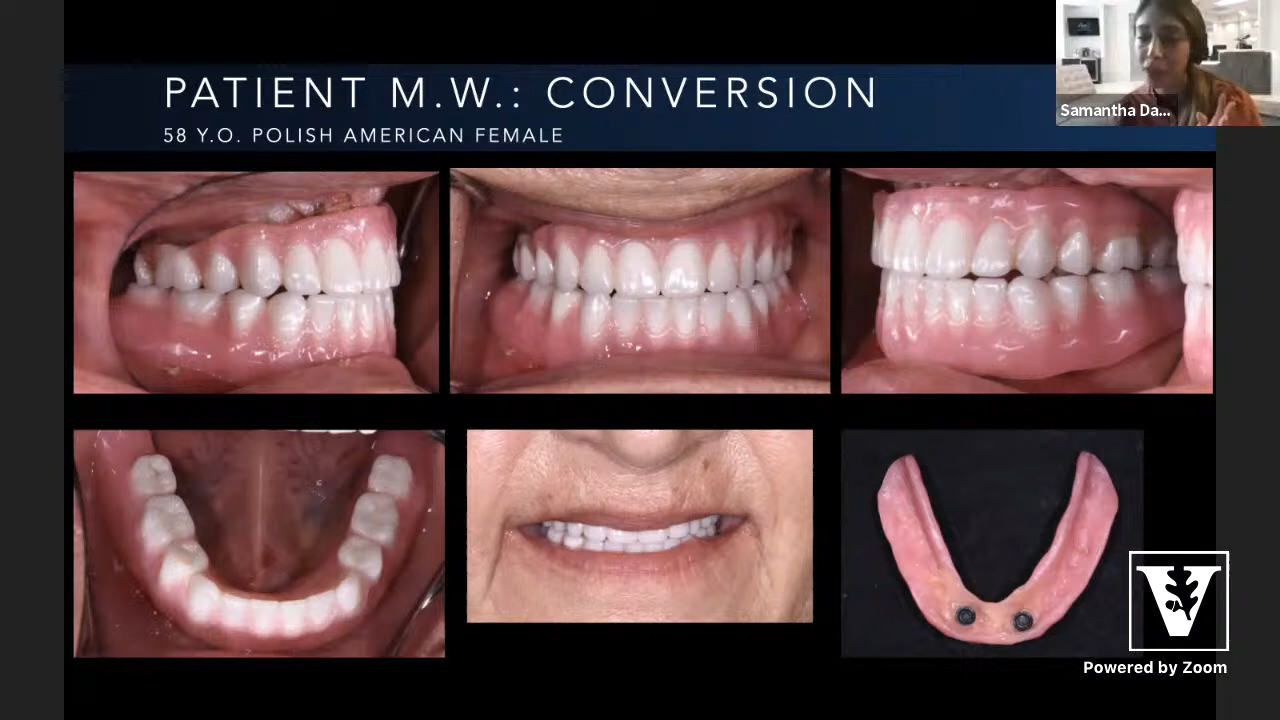 PATIENT M.W.: CONVERSION
58 Y.O. POLISH AMERICAN FEMALE
Samantha Da...
V
Powered by Zoom